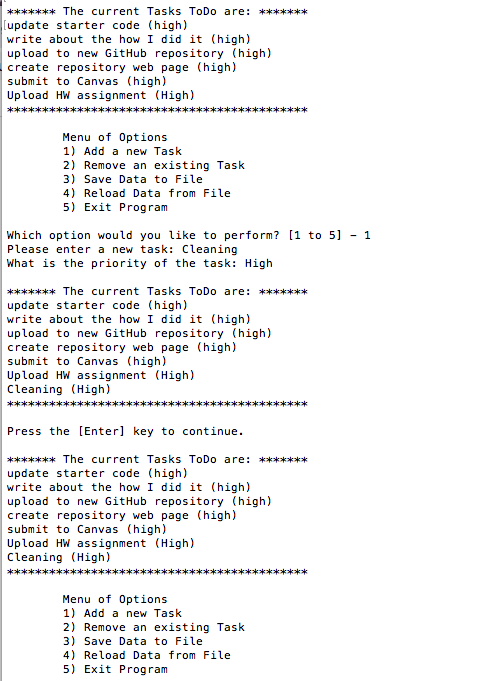 ******* The current Tasks ToDo are: *******
update starter code (high)
write about the how I did it (high)
upload to new GitHub repository (high)
create repository web page (high)
submit to Canvas (high)
Upload HW assignment (High)
*******************************************
Menu of Options
1) Add a new Task
2) Remove an existing Task
3) Save Data to File
4) Reload Data from File
5) Exit Program
Which option would you like to perform? [1 to 5] - 1
Please enter a new task: Cleaning
What is the priority of the task: High
******* The current Tasks ToDo are: *******
update starter code (high)
write about the how I did it (high)
upload to new GitHub repository (high)
create repository web page (high)
submit to Canvas (high)
Upload HW assignment (High)
Cleaning (High)
*******************************************
Press the [Enter] key to continue.
******* The current Tasks ToDo are: *******
update starter code (high)
write about the how I did it (high)
upload to new GitHub repository (high)
create repository web page (high)
submit to Canvas (high)
Upload HW assignment (High)
Cleaning (High)
*******************************************
Menu of Options
1) Add a new Task
2) Remove an existing Task
3) Save Data to File
4) Reload Data from File
5) Exit Program